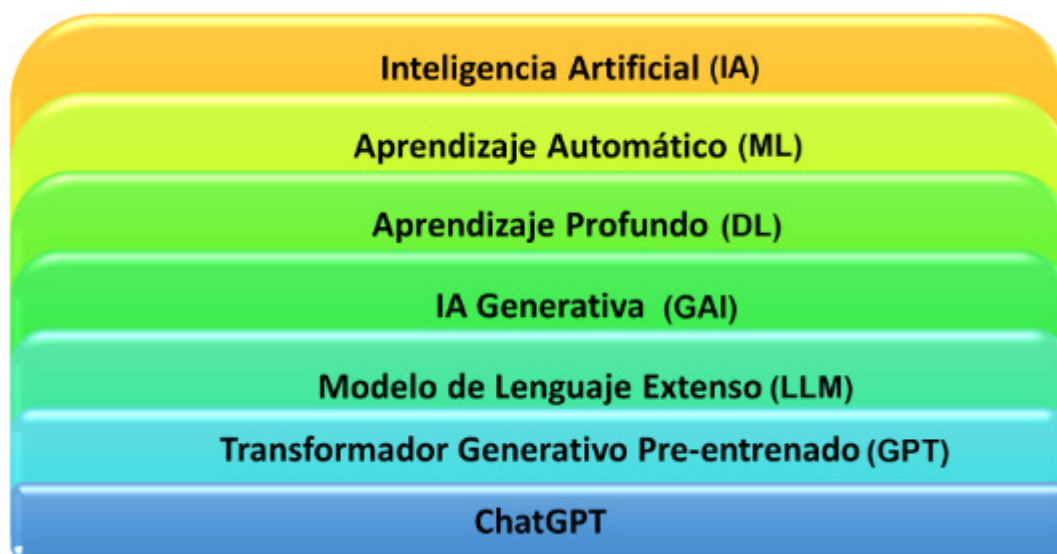 Inteligencia Artificial (IA)
Aprendizaje Automático (ML)
Aprendizaje Profundo (DL)
IA Generativa (GAI)
Modelo de Lenguaje Extenso (LLM)
Transformador Generativo Pre-entrenado (GPT)
ChatGPT